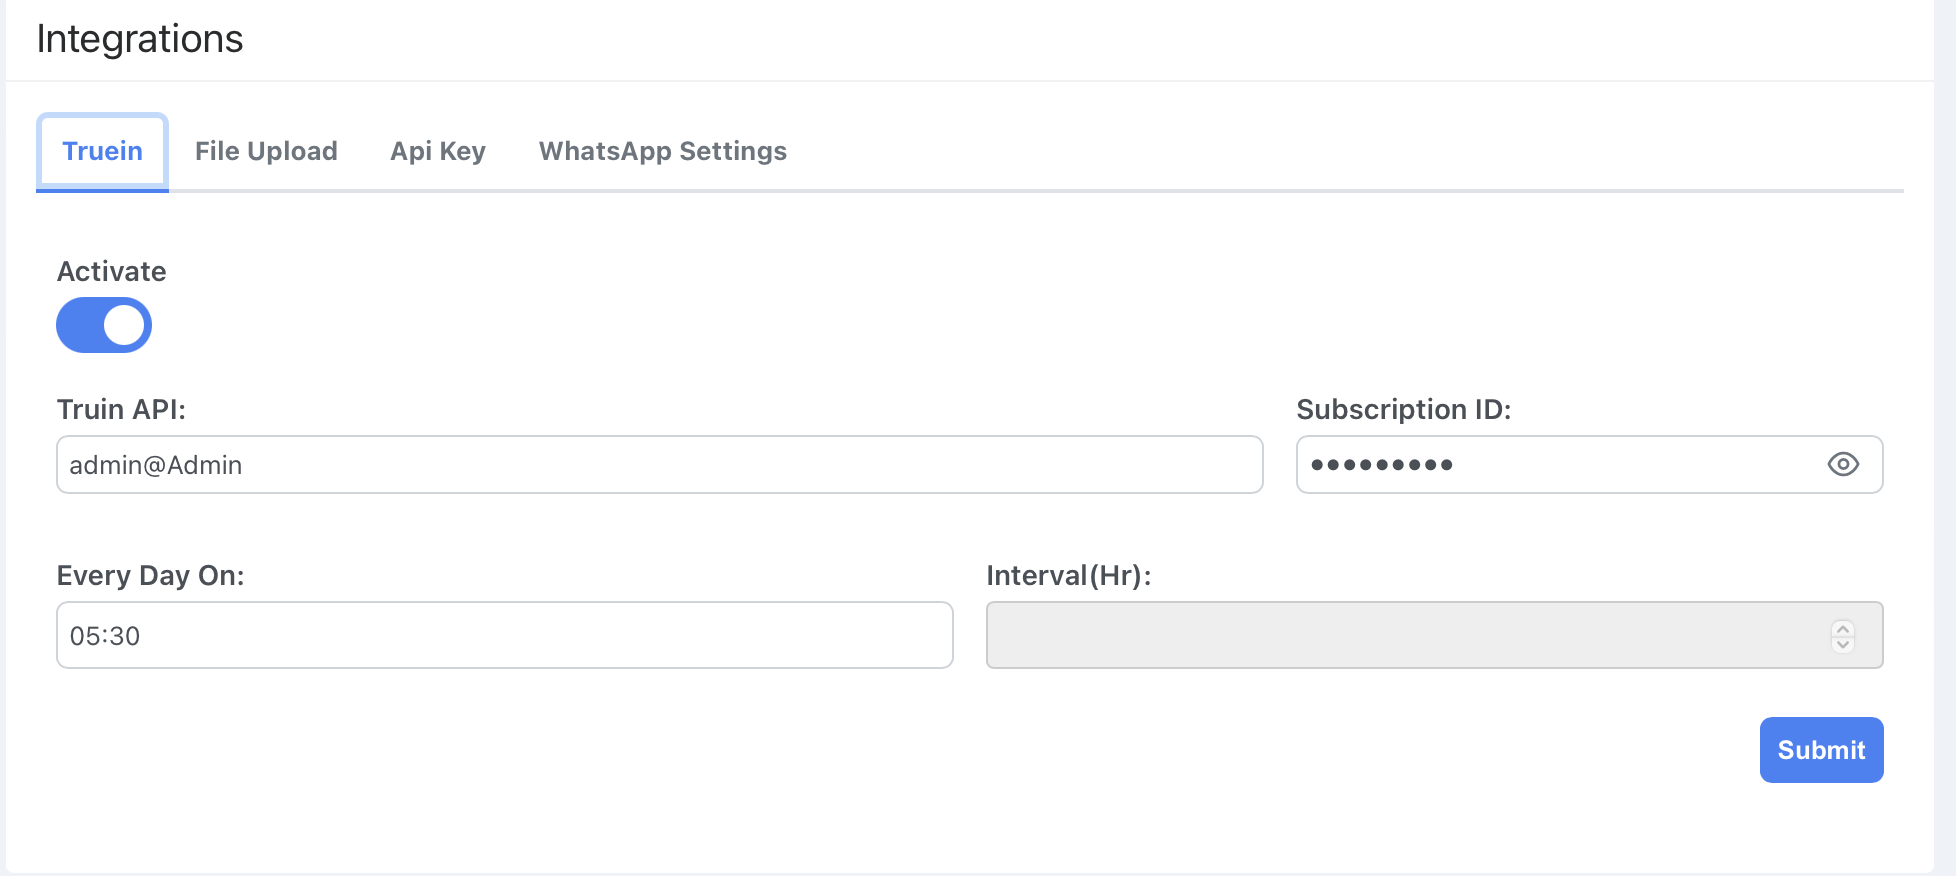 Integrations
Truein File Upload Api Key WhatsApp Settings
Activate
Truin API: Subscription ID:
admin@Admin •••••••••
Every Day On: Interval(Hr):
05:30
Submit